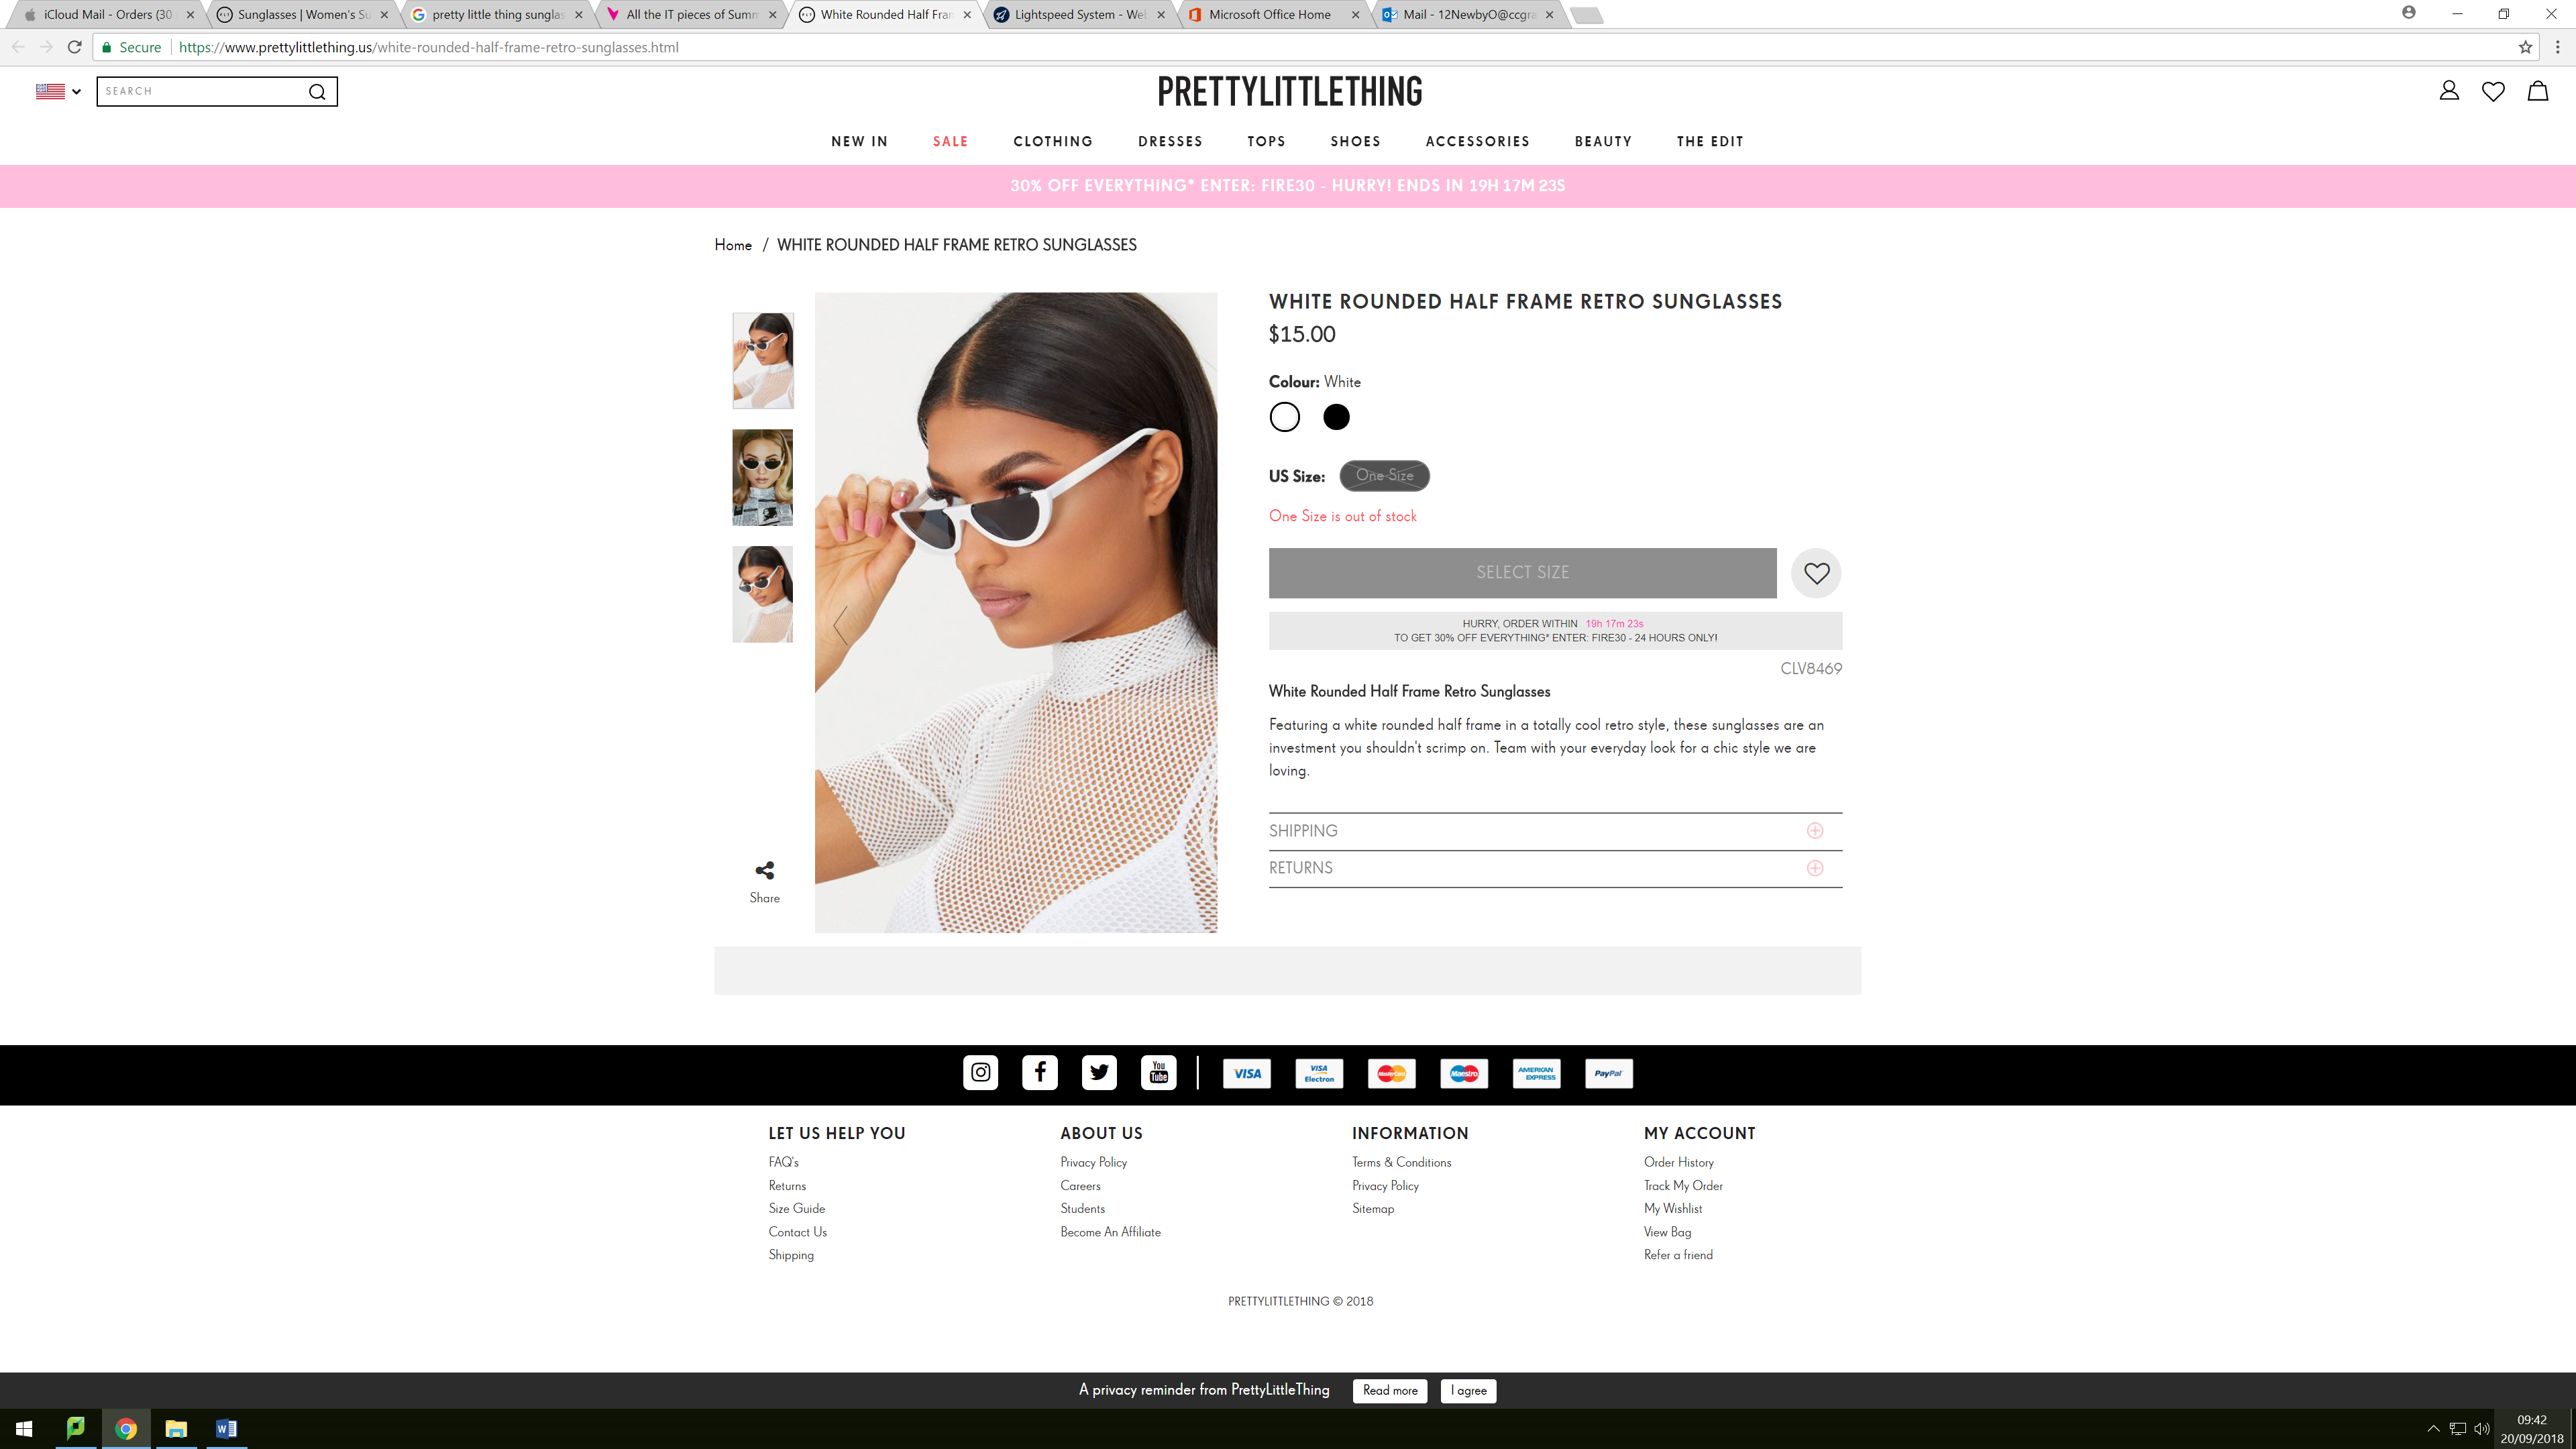 iCloud Mail - Orders (30
Sunglasses | Women's Su
pretty little thing sunglas
All the IT pieces of Summ
White Rounded Half Fran
Lightspeed System - Web
Microsoft Office Home
Mail - 12NewbyO@ccgra
Secure
https://www.prettylittlething.us/white-rounded-half-frame-retro-sunglasses.html
SEARCH
PRETTYLITTLETHING
NEW IN
SALE
CLOTHING
DRESSES
TOPS
SHOES
ACCESSORIES
BEAUTY
THE EDIT
30% OFF EVERYTHING* ENTER: FIRE30 - HURRY! ENDS IN 19H 17M 23S
Home / WHITE ROUNDED HALF FRAME RETRO SUNGLASSES
WHITE ROUNDED HALF FRAME RETRO SUNGLASSES
$15.00
Colour: White
US Size: One Size
One Size is out of stock
SELECT SIZE
HURRY, ORDER WITHIN 19h 17m 23s
TO GET 30% OFF EVERYTHING* ENTER: FIRE30 - 24 HOURS ONLY!
CLV8469
White Rounded Half Frame Retro Sunglasses
Featuring a white rounded half frame in a totally cool retro style, these sunglasses are an
investment you shouldn't scrimp on. Team with your everyday look for a chic style we are
loving.
SHIPPING
RETURNS
Share
You Tube
VISA
VISA Electron
MasterCard
Maestro
AMERICAN EXPRESS
PayPal
LET US HELP YOU
FAQ's
Returns
Size Guide
Contact Us
Shipping
ABOUT US
Privacy Policy
Careers
Students
Become An Affiliate
INFORMATION
Terms & Conditions
Privacy Policy
Sitemap
MY ACCOUNT
Order History
Track My Order
My Wishlist
View Bag
Refer a friend
PRETTYLITTLETHING © 2018
A privacy reminder from PrettyLittleThing
Read more
I agree
09:42
20/09/2018